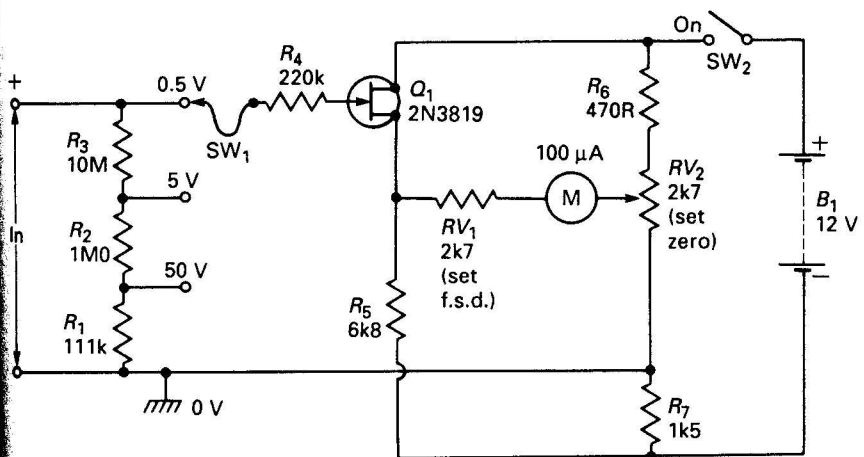 On
SW2
R4
220k
Q1
2N3819
+
0.5 V
SW1
R3
10M
5 V
In
R2
1M0
50 V
R1
111k
0 V
R6
470R
100 µA
M
RV1
2k7
(set
f.s.d.)
RV2
2k7
(set
zero)
R5
6k8
R7
1k5
+
B1
12 V
−